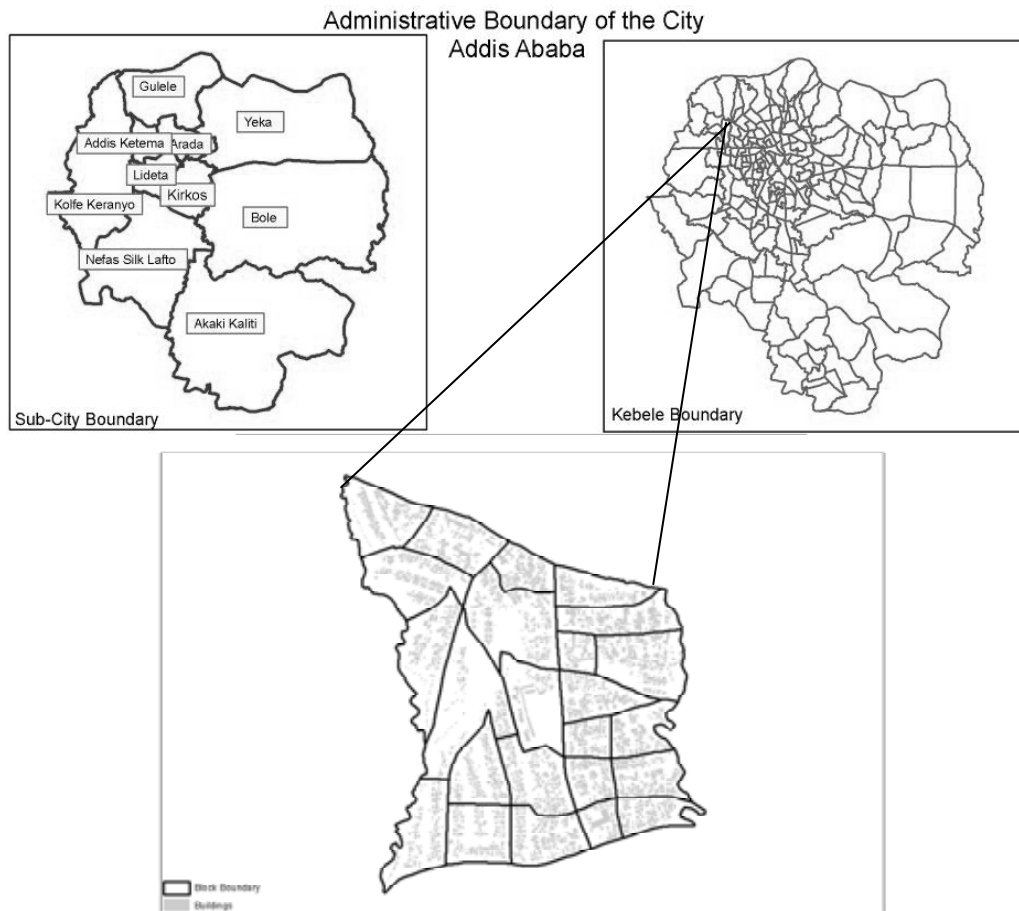 Administrative Boundary of the City
Addis Ababa
Gulele
Yeka
Addis Ketema
Arada
Lideta
Kirkos
Kolfe Keranyo
Bole
Nefas Silk Lafto
Akaki Kaliti
Sub-City Boundary
Kebele Boundary
Block Boundary
Buildings